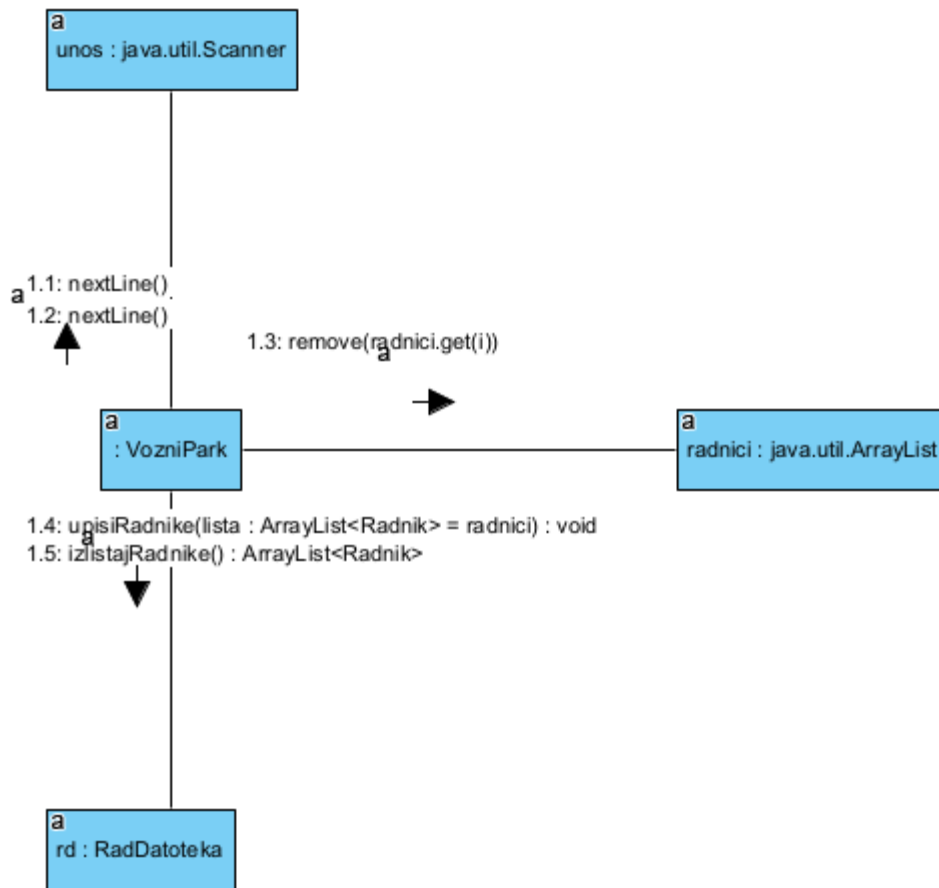 a
unos : java.util.Scanner
1.1: nextLine()
a
1.2: nextLine()
1.3: remove(radnici.get(i))
a
a
: VozniPark
a
radnici : java.util.ArrayList
1.4: upisiRadnike(lista : ArrayList<Radnik> = radnici) : void
a
1.5: izlistajRadnike() : ArrayList<Radnik>
a
rd : RadDatoteka